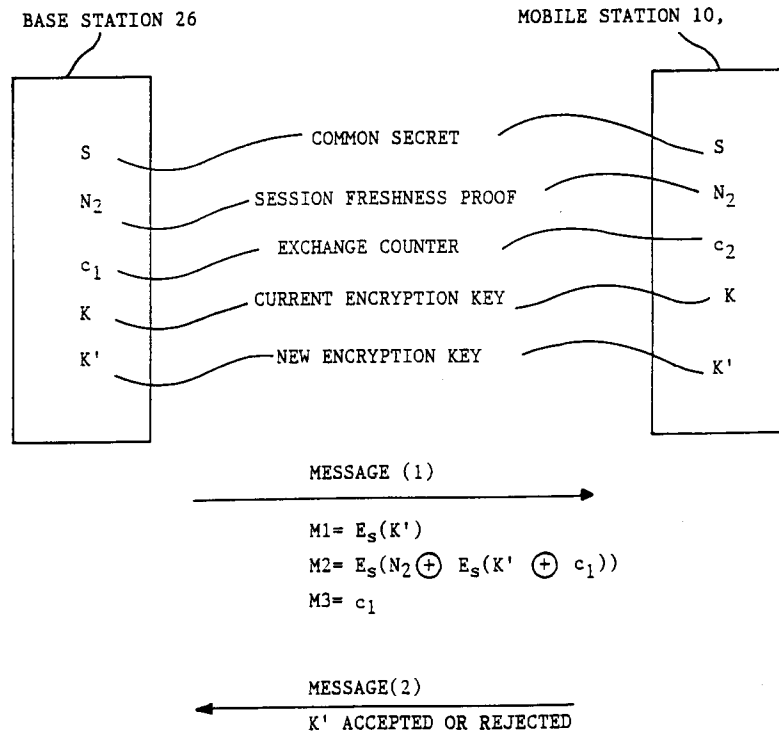 BASE STATION 26
MOBILE STATION 10,
S COMMON SECRET S
N₂ SESSION FRESHNESS PROOF N₂
c₁ EXCHANGE COUNTER c₂
K CURRENT ENCRYPTION KEY K
K' NEW ENCRYPTION KEY K'
MESSAGE (1)
M1= Eₛ(K')
M2= Eₛ(N₂ ⊕ Eₛ(K' ⊕ c₁))
M3= c₁
MESSAGE(2)
K' ACCEPTED OR REJECTED